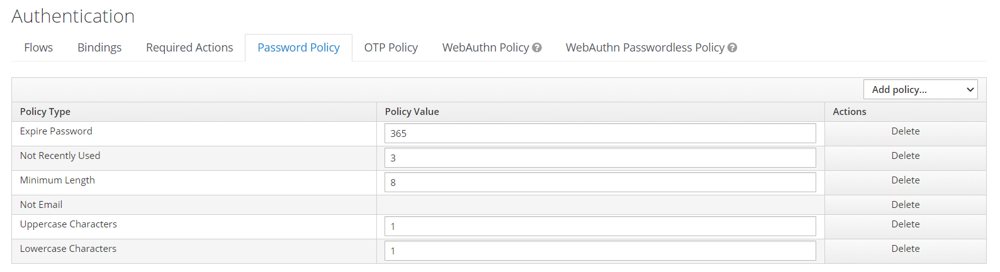 Authentication
Flows Bindings Required Actions Password Policy OTP Policy WebAuthn Policy ? WebAuthn Passwordless Policy ?
Add policy...
Policy Type Policy Value Actions
Expire Password 365 Delete
Not Recently Used 3 Delete
Minimum Length 8 Delete
Not Email Delete
Uppercase Characters 1 Delete
Lowercase Characters 1 Delete